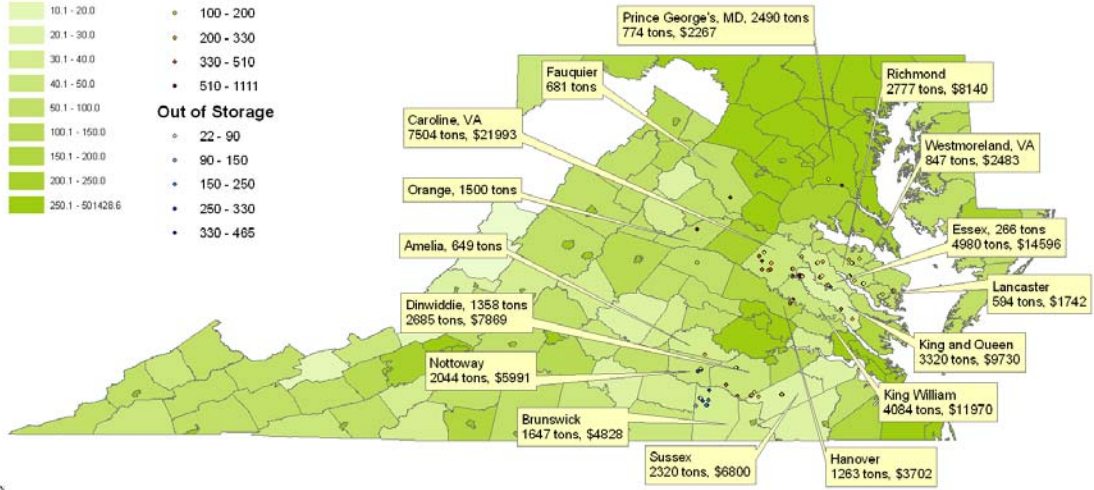 10.1 - 20.0
20.1 - 30.0
30.1 - 40.0
40.1 - 50.0
50.1 - 100.0
100.1 - 150.0
150.1 - 200.0
200.1 - 250.0
250.1 - 501428.6
100 - 200
200 - 330
330 - 510
510 - 1111
Out of Storage
22 - 90
90 - 150
150 - 250
250 - 330
330 - 465
Prince George's, MD, 2490 tons
774 tons, $2267
Fauquier
681 tons
Richmond
2777 tons, $8140
Caroline, VA
7504 tons, $21993
Westmoreland, VA
847 tons, $2483
Orange, 1500 tons
Essex, 266 tons
4980 tons, $14596
Amelia, 649 tons
Lancaster
594 tons, $1742
Dinwiddie, 1358 tons
2685 tons, $7869
King and Queen
3320 tons, $9730
Nottoway
2044 tons, $5991
King William
4084 tons, $11970
Brunswick
1647 tons, $4828
Sussex
2320 tons, $6800
Hanover
1263 tons, $3702